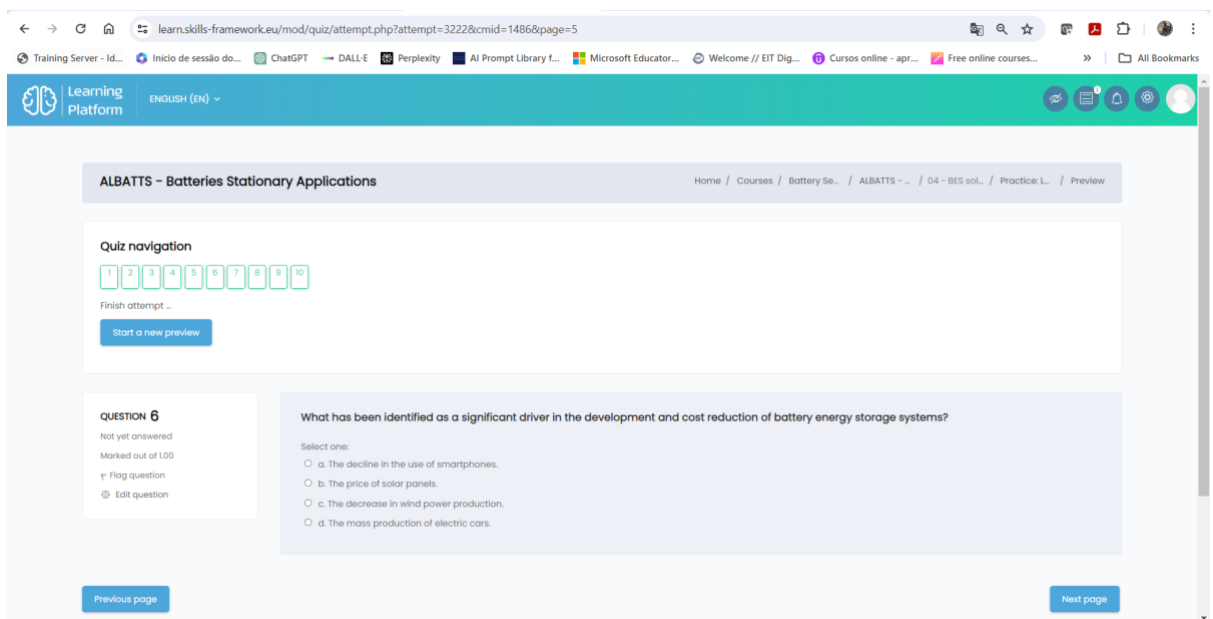 learn.skills-framework.eu/mod/quiz/attempt.php?attempt=3222&cmid=1486&page=5
Training Server - Id... Início de sessão do... ChatGPT DALL·E Perplexity AI Prompt Library f... Microsoft Educator... Welcome // EIT Dig... Cursos online - apr... Free online courses... » All Bookmarks
Learning
Platform
ENGLISH (EN)
1
ALBATTS - Batteries Stationary Applications
Home / Courses / Battery Se... / ALBATTS - ... / 04 - BES sol... / Practice: L... / Preview
Quiz navigation
1 2 3 4 5 6 7 8 9 10
Finish attempt ...
Start a new preview
QUESTION 6
Not yet answered
Marked out of 1.00
Flag question
Edit question
What has been identified as a significant driver in the development and cost reduction of battery energy storage systems?
Select one:
a. The decline in the use of smartphones.
b. The price of solar panels.
c. The decrease in wind power production.
d. The mass production of electric cars.
Previous page
Next page